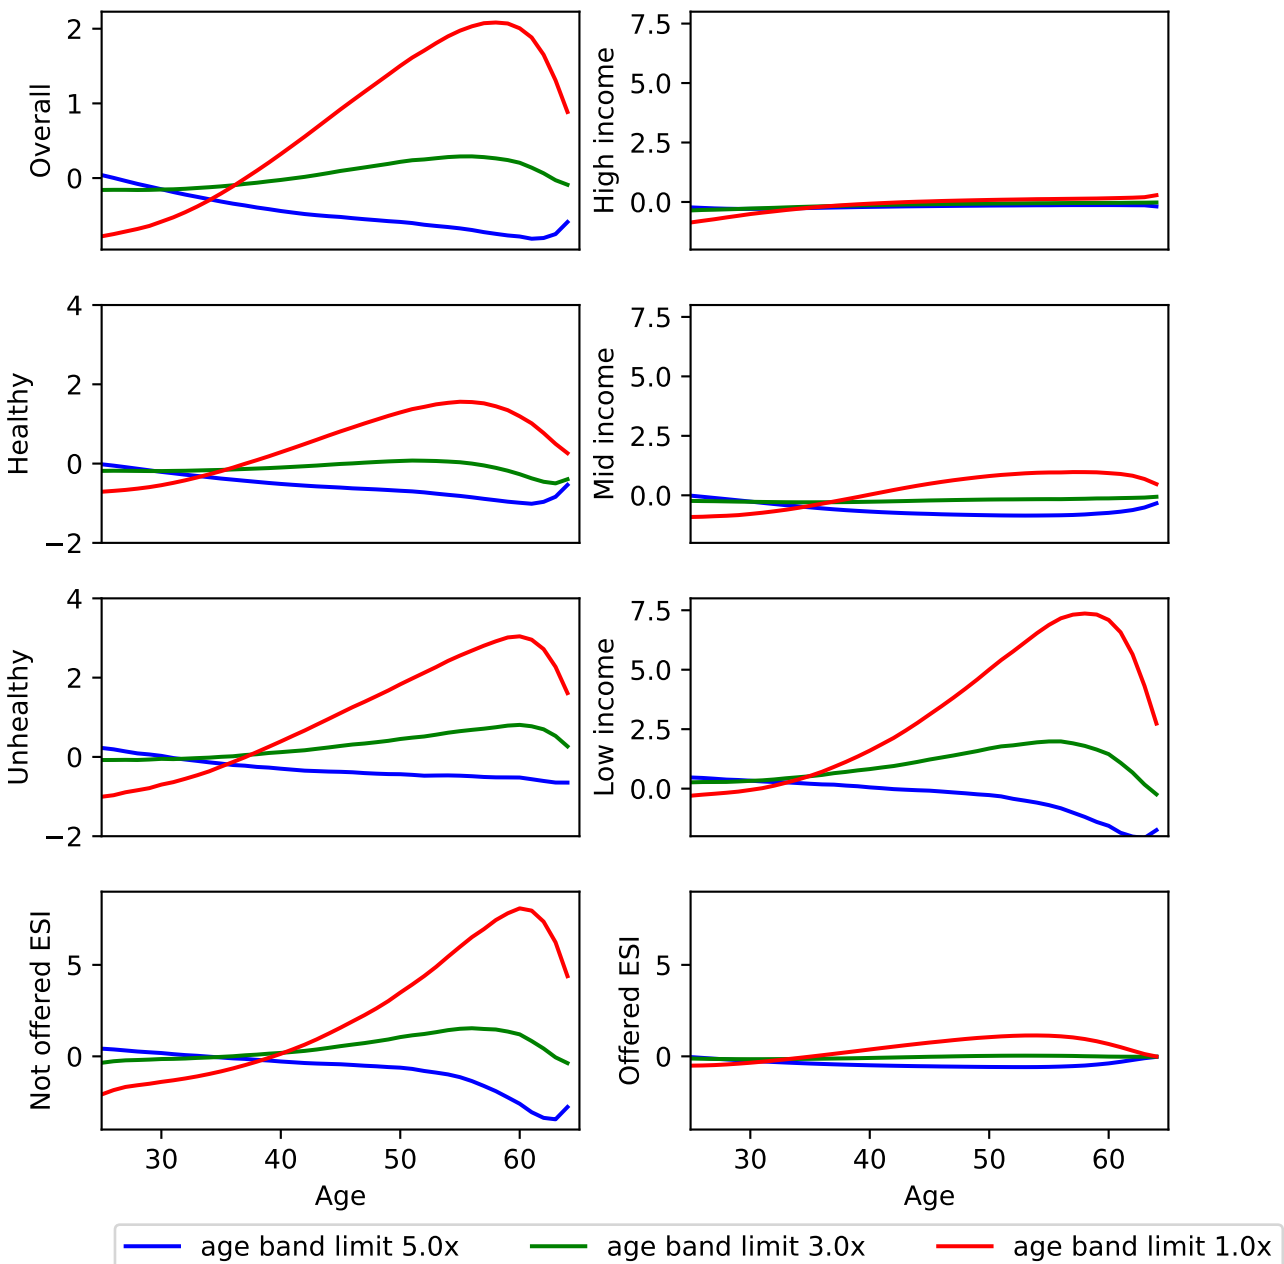 2
1
0
Overall
7.5
5.0
2.5
0.0
High income
4
2
0
−2
Healthy
7.5
5.0
2.5
0.0
Mid income
4
2
0
−2
Unhealthy
7.5
5.0
2.5
0.0
Low income
5
0
Not offered ESI
30 40 50 60
Age
5
0
Offered ESI
30 40 50 60
Age
age band limit 5.0x age band limit 3.0x age band limit 1.0x